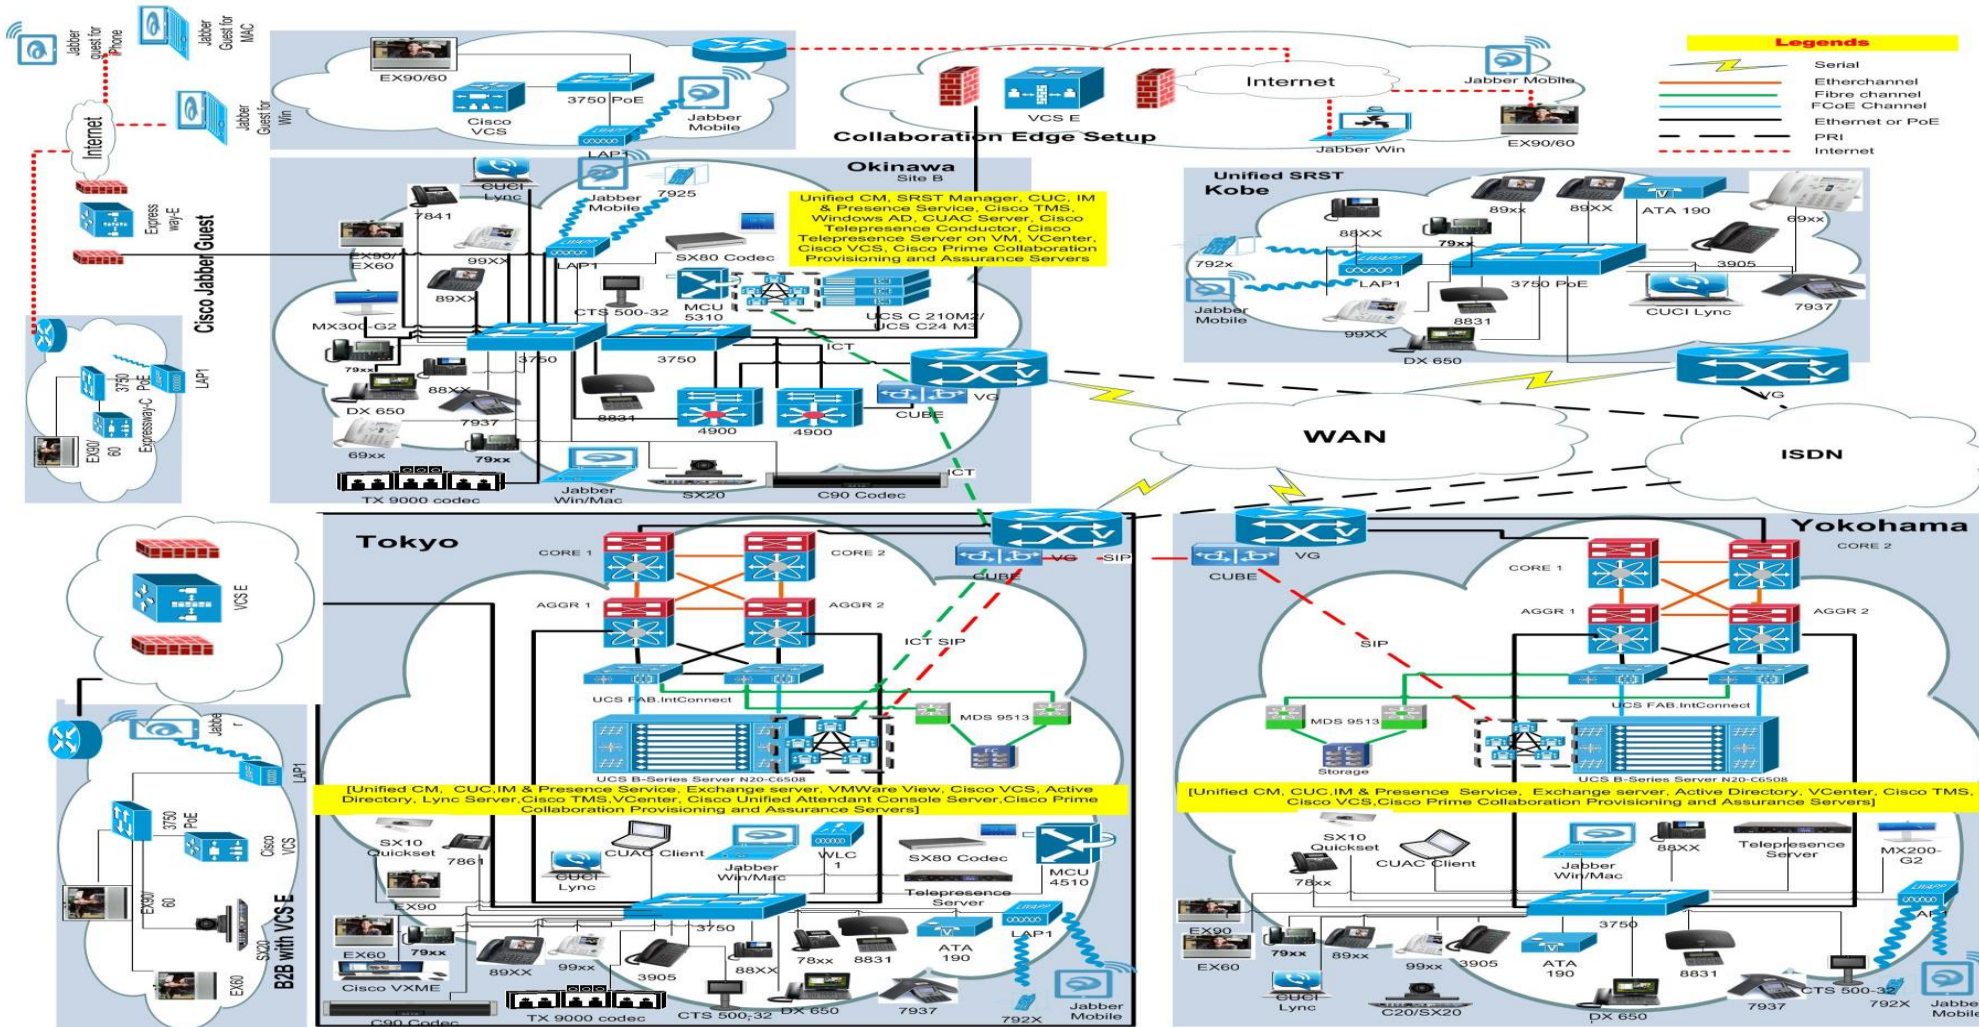 Jabber
guest for
Phone
Jabber
Guest for
MAC
Jabber
Guest for
Win
Internet
Express
way-E
Cisco Jabber Guest
3750
PoE
LAP1
Expressway-C
EX90/
60
EX90/60
3750 PoE
Cisco
VCS
Jabber
Mobile
LWAPP
LAP1
VCS E
Collaboration Edge Setup
Internet
Jabber Mobile
Jabber Win
EX90/60
Legends
Serial
Etherchannel
Fibre channel
FCoE Channel
Ethernet or PoE
PRI
Internet
Okinawa
Site B
Unified CM, SRST Manager, CUC, IM
& Presence Service, Cisco TMS,
Windows AD, CUAC Server, Cisco
Telepresence Conductor, Cisco
Telepresence Server on VM, VCenter,
Cisco VCS, Cisco Prime Collaboration
Provisioning and Assurance Servers
CUCI
Lync
7841
Jabber
Mobile
7925
EX90/
EX60
99XX
LWAPP
LAP1
SX80 Codec
89XX
MX300-G2
CTS 500-32
MCU
5310
UCS C 210M2/
UCS C24 M3
ICT
3750
3750
79xx
88XX
DX 650
7937
8831
4900
4900
CUBE
V
VG
69xx
79xx
TX 9000 codec
Jabber
Win/Mac
SX20
C90 Codec
ICT
Unified SRST
Kobe
89xx
89XX
ATA 190
V
69xx
88XX
79xx
792x
LWAPP
LAP1
3750 PoE
3905
Jabber
Mobile
99XX
8831
CUCI Lync
7937
DX 650
V
VG
WAN
ISDN
VCS E
Jabbe
r
LAP1
3750
PoE
Cisco
VCS
EX90/
60
SX20
EX60
B2B with VCS E
Tokyo
CORE 1
CORE 2
AGGR 1
AGGR 2
V
VG
CUBE
SIP
ICT SIP
UCS FAB.IntConnect
MDS 9513
FC
UCS B-Series Server N20-C6508
[Unified CM, CUC,IM & Presence Service, Exchange server, VMWare View, Cisco VCS, Active
Directory, Lync Server,Cisco TMS,VCenter, Cisco Unified Attendant Console Server,Cisco Prime
Collaboration Provisioning and Assurance Servers]
SX10
Quickset
7861
CUAC Client
CUCI
Lync
Jabber
Win/Mac
WLC
1
SX80 Codec
MCU
4510
Telepresence
Server
EX90
3750
LWAPP
LAP1
EX60
79xx
89XX
99xx
3905
88XX
78xx
8831
ATA
190
V
Cisco VXME
C90 Codec
TX 9000 codec
CTS 500-32
DX 650
7937
792X
Jabber
Mobile
Yokohama
V
VG
CUBE
CORE 2
CORE 1
AGGR 1
AGGR 2
SIP
UCS FAB.IntConnect
MDS 9513
FC
Storage
UCS B-Series Server N20-C6508
[Unified CM, CUC,IM & Presence Service, Exchange server, Active Directory, VCenter, Cisco TMS,
Cisco VCS,Cisco Prime Collaboration Provisioning and Assurance Servers]
SX10
Quickset
CUAC Client
Jabber
Win/Mac
88XX
Telepresence
Server
MX200-
G2
78xx
EX90
3750
LWAPP
LAP1
EX60
79xx
89xx
99xx
3905
ATA
190
V
8831
CUCI
Lync
C20/SX20
DX 650
7937
CTS 500-32
792X
Jabber
Mobile